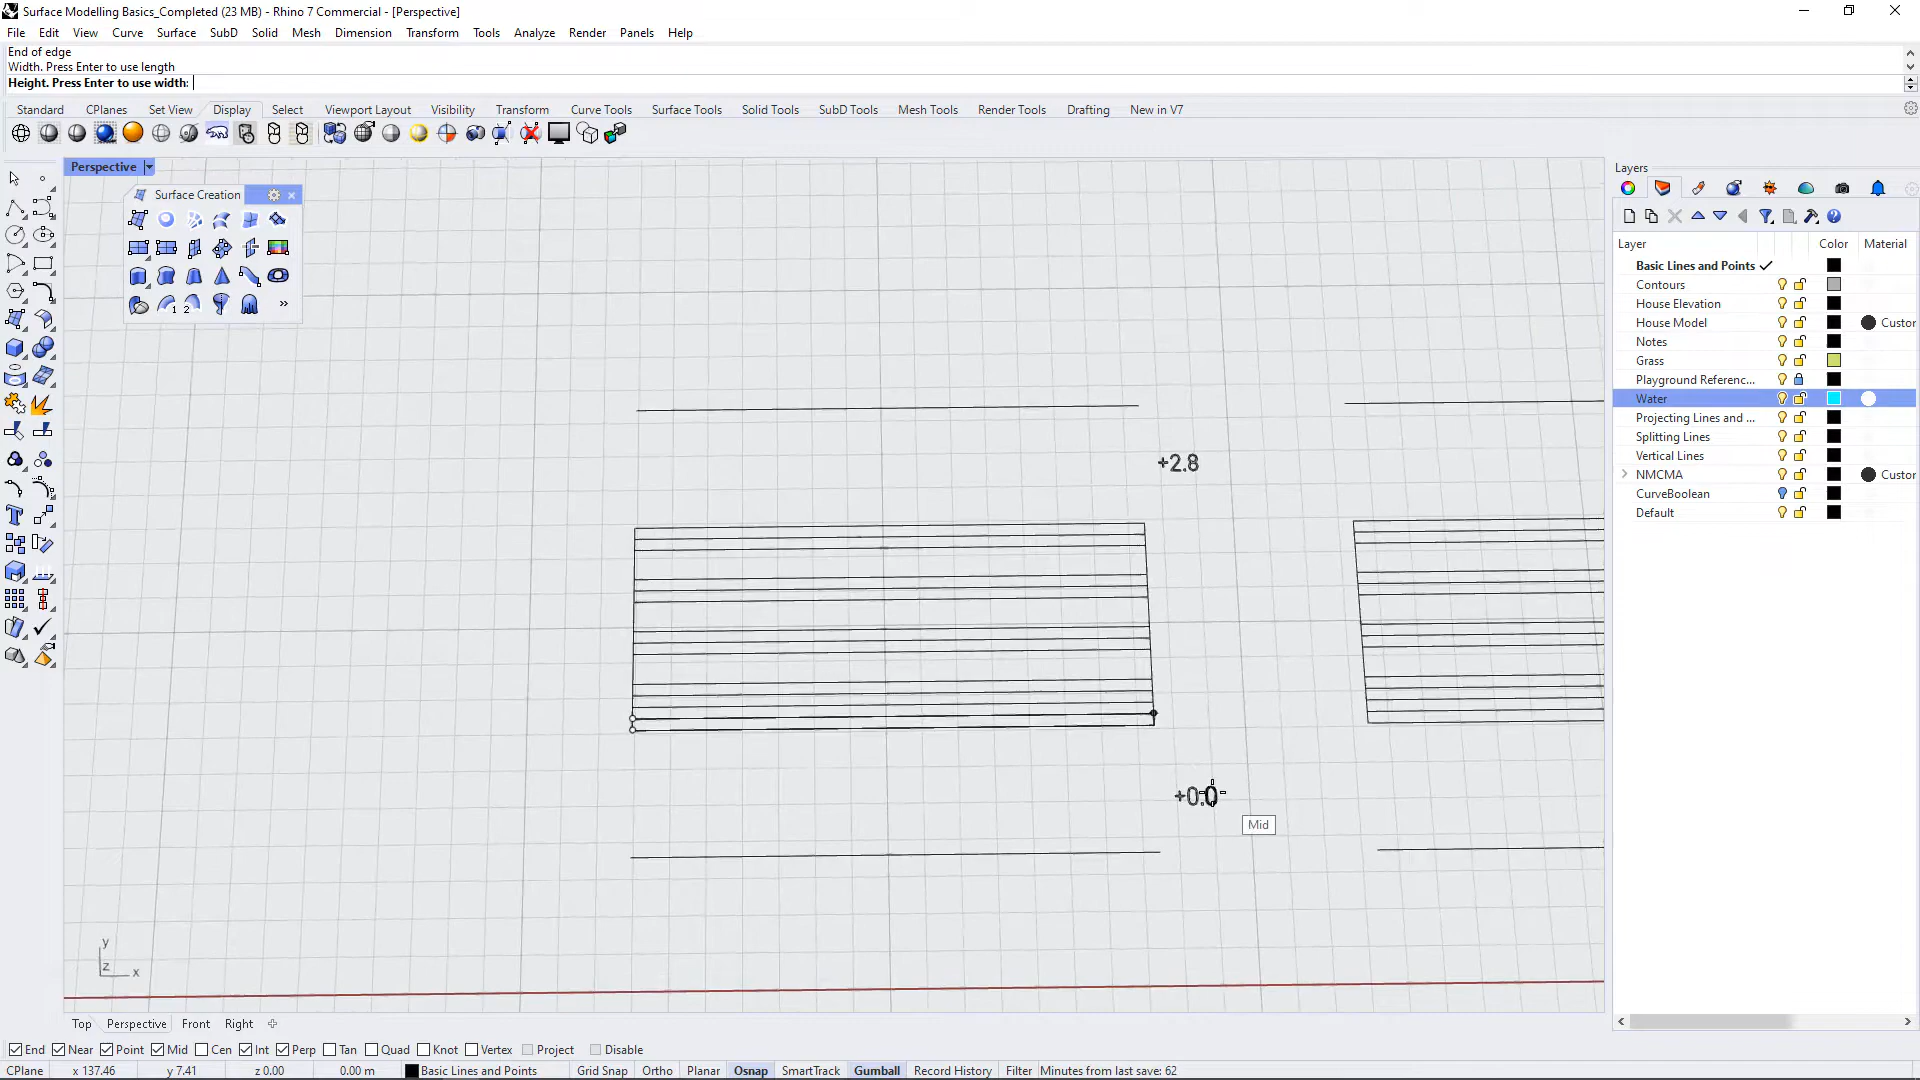 Surface Modelling Basics_Completed (23 MB) - Rhino 7 Commercial - [Perspective]
File Edit View Curve Surface SubD Solid Mesh Dimension Transform Tools Analyze Render Panels Help
End of edge
Width. Press Enter to use length
Height. Press Enter to use width:
Standard CPlanes Set View Display Select Viewport Layout Visibility Transform Curve Tools Surface Tools Solid Tools SubD Tools Mesh Tools Render Tools Drafting New in V7
Perspective
Surface Creation
1 2
+2.8
+0.0
Mid
y
z x
Layers
Layer Color Material
Basic Lines and Points
Contours
House Elevation
House Model Custor
Notes
Grass
Playground Referenc...
Water
Projecting Lines and ...
Splitting Lines
Vertical Lines
NMCMA Custor
CurveBoolean
Default
Top Perspective Front Right
End Near Point Mid Cen Int Perp Tan Quad Knot Vertex Project Disable
CPlane x 137.46 y 7.41 z 0.00 0.00 m Basic Lines and Points Grid Snap Ortho Planar Osnap SmartTrack Gumball Record History Filter Minutes from last save: 62